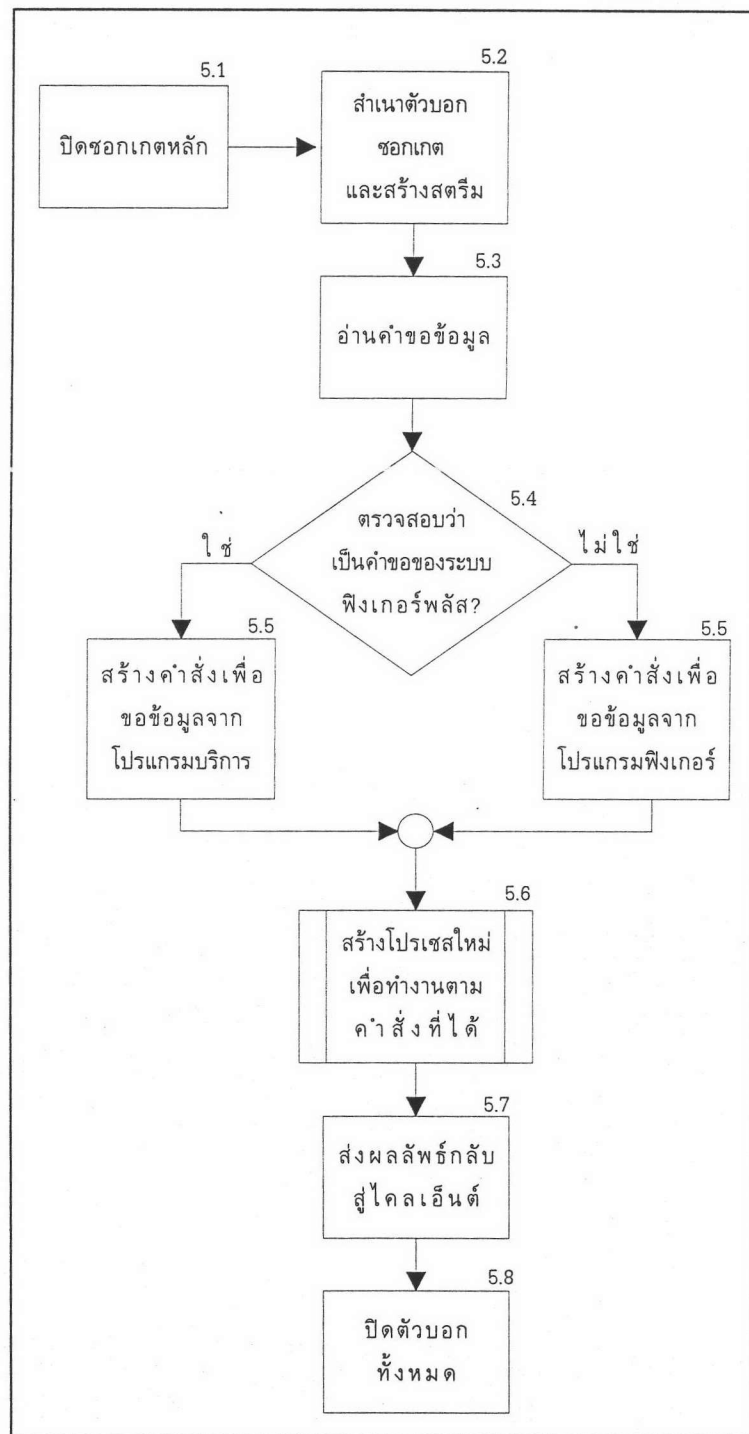 5.1
ปิดซอกเกตหลัก
5.2
สำเนาตัวบอก
ซอกเกต
และสร้างสตรีม
5.3
อ่านคำขอข้อมูล
5.4
ตรวจสอบว่า
เป็นคำขอของระบบ
ฟิงเกอร์พลัส?
ใช่
ไม่ใช่
5.5
สร้างคำสั่งเพื่อ
ขอข้อมูลจาก
โปรแกรมบริการ
5.5
สร้างคำสั่งเพื่อ
ขอข้อมูลจาก
โปรแกรมฟิงเกอร์
5.6
สร้างโปรเซสใหม่
เพื่อทำงานตาม
คำสั่งที่ได้
5.7
ส่งผลลัพธ์กลับ
สู่ไคลเอ็นต์
5.8
ปิดตัวบอก
ทั้งหมด